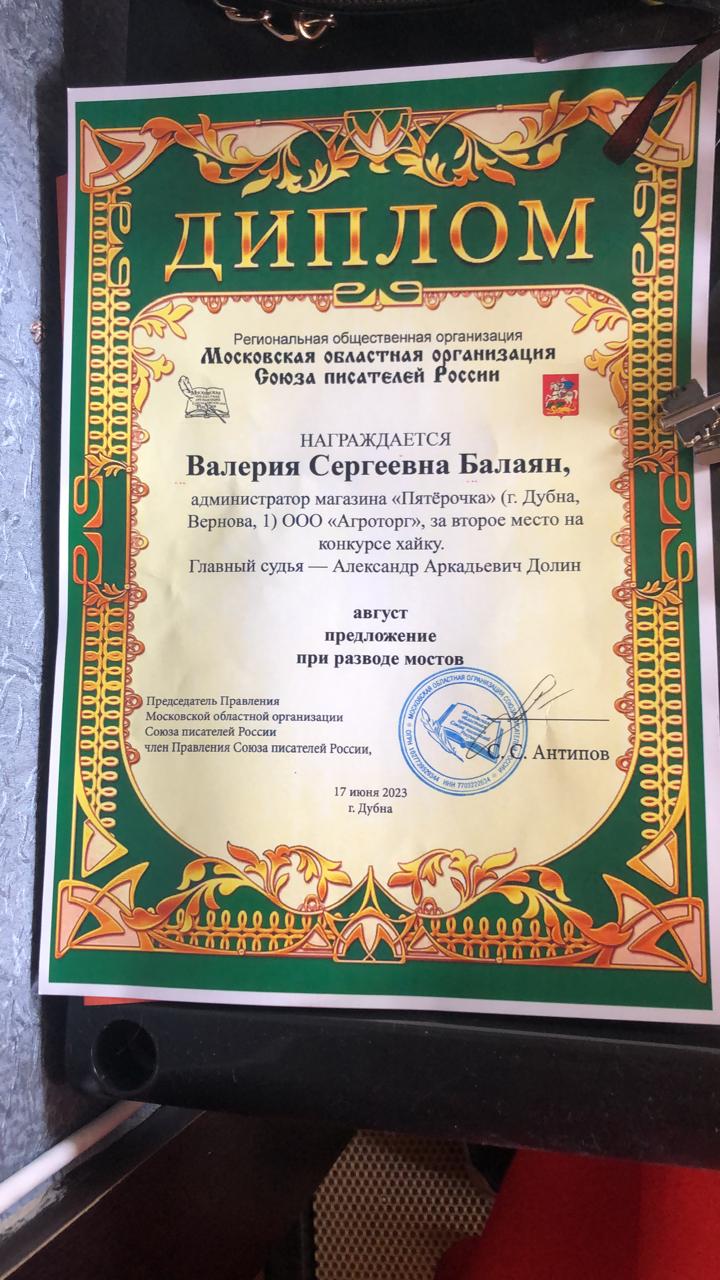 ДИПЛОМ
Региональная общественная организация
Московская областная организация
Союза писателей России
НАГРАЖДАЕТСЯ
Валерия Сергеевна Балаян,
администратор магазина «Пятёрочка» (г. Дубна,
Вернова, 1) ООО «Агроторг», за второе место на
конкурсе хайку.
Главный судья — Александр Аркадьевич Долин
август
предложение
при разводе мостов
Председатель Правления
Московской областной организации
Союза писателей России
член Правления Союза писателей России,
С. С. Антипов
17 июня 2023
г. Дубна